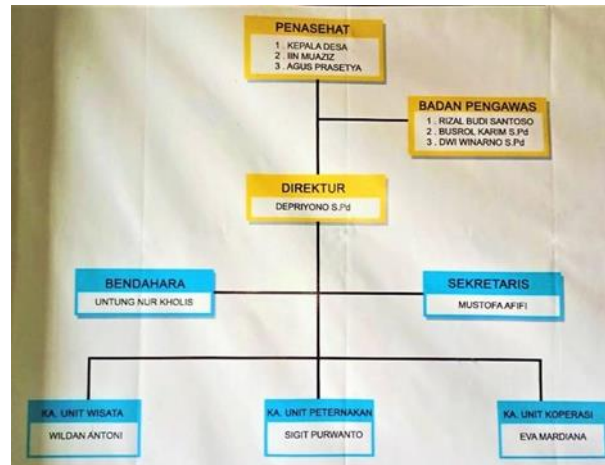 PENASEHAT
1 . KEPALA DESA
2 . IIN MUAZIZ
3 . AGUS PRASETYA
BADAN PENGAWAS
1 . RIZAL BUDI SANTOSO
2 . BUSROL KARIM S.Pd
3 . DWI WINARNO S.Pd
DIREKTUR
DEPRIYONO S.Pd
BENDAHARA
UNTUNG NUR KHOLIS
SEKRETARIS
MUSTOFA.AFIFI
KA. UNIT WISATA
WILDAN ANTONI
KA. UNIT PETERNAKAN
SIGIT PURWANTO
KA. UNIT KOPERASI
EVA MARDIANA